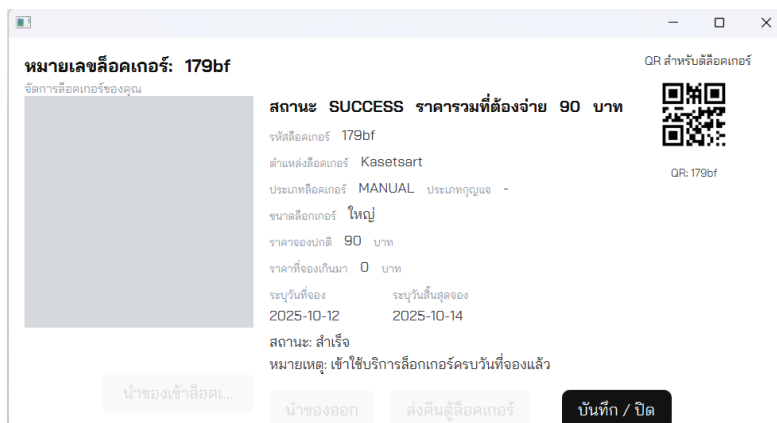 หมายเลขล็อคเกอร์: 179bf
จัดการล็อคเกอร์ของคุณ
QR สำหรับตู้ล็อคเกอร์
QR: 179bf
สถานะ SUCCESS ราคารวมที่ต้องจ่าย 90 บาท
รหัสล็อคเกอร์ 179bf
ตำแหน่งล็อคเกอร์ Kasetsart
ประเภทล็อคเกอร์ MANUAL ประเภทกุญแจ -
ขนาดล็อกเกอร์ ใหญ่
ราคาจองปกติ 90 บาท
ราคาที่จองเกินมา 0 บาท
ระบุวันที่จอง ระบุวันสิ้นสุดจอง
2025-10-12 2025-10-14
สถานะ: สำเร็จ
หมายเหตุ: เข้าใช้บริการล็อกเกอร์ครบวันที่จองแล้ว
นำของเข้าล็อคเ...
นำของออก ส่งคืนตู้ล็อคเกอร์ บันทึก / ปิด